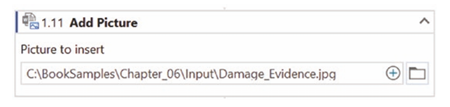 1.11 Add Picture
Picture to insert
C:\BookSamples\Chapter_06\Input\Damage_Evidence.jpg